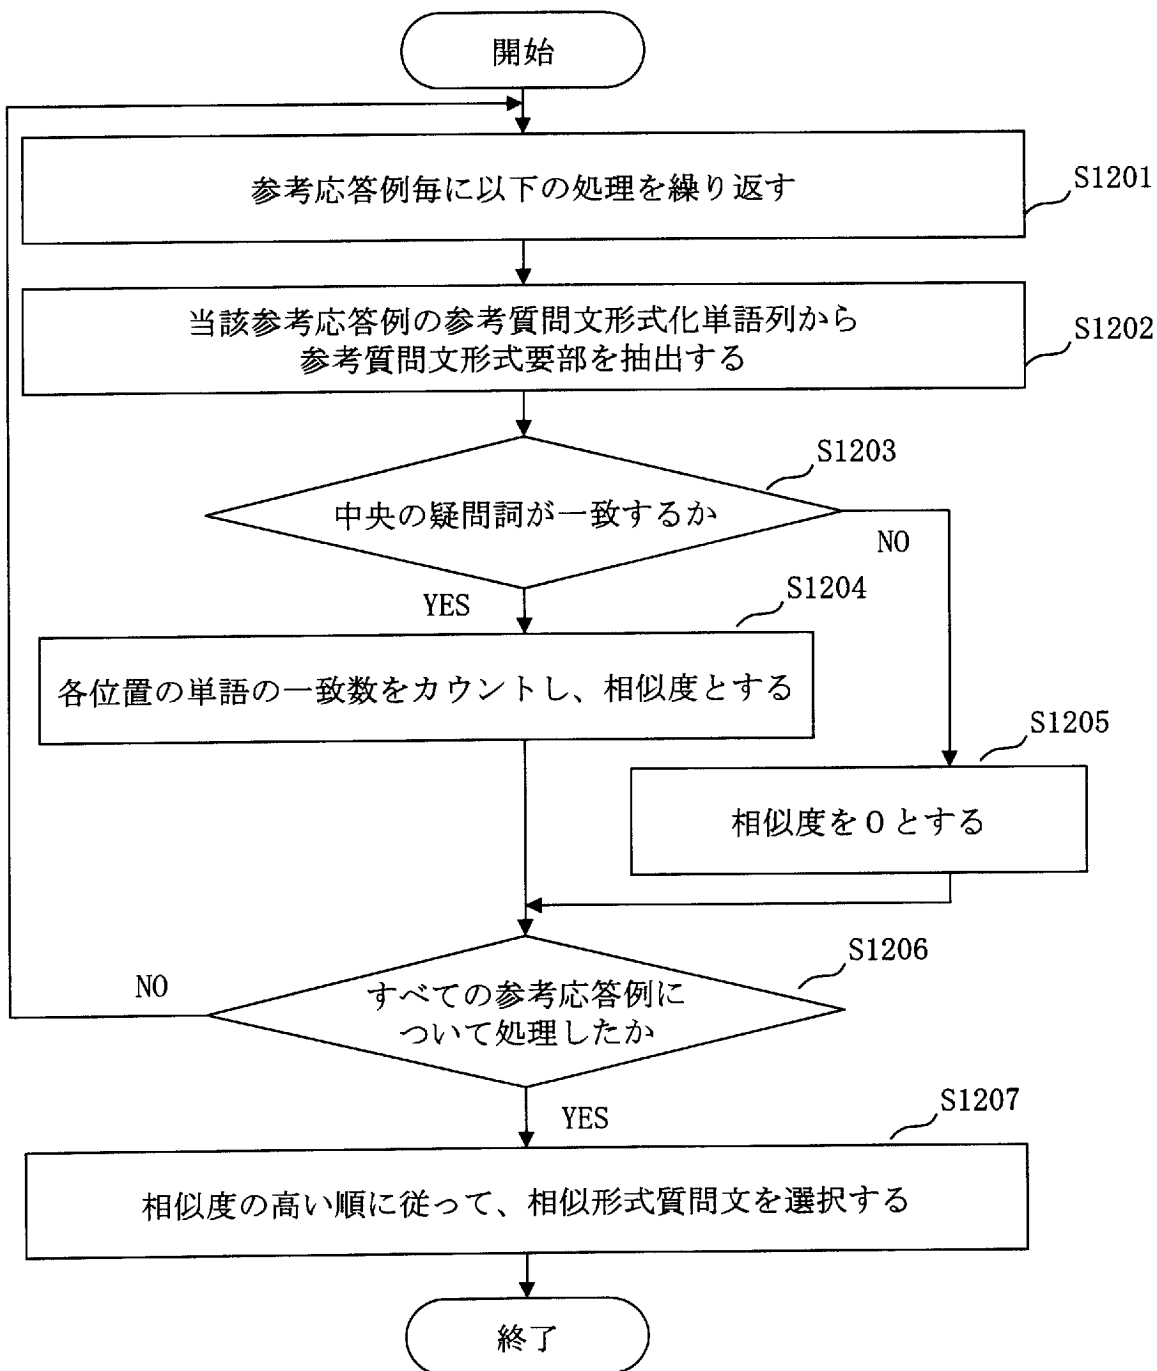 開始
参考応答例毎に以下の処理を繰り返す
S1201
当該参考応答例の参考質問文形式化単語列から
参考質問文形式要部を抽出する
S1202
中央の疑問詞が一致するか
S1203
NO
YES
S1204
各位置の単語の一致数をカウントし、相似度とする
S1205
相似度を0とする
S1206
NO
すべての参考応答例に
ついて処理したか
YES
S1207
相似度の高い順に従って、相似形式質問文を選択する
終了